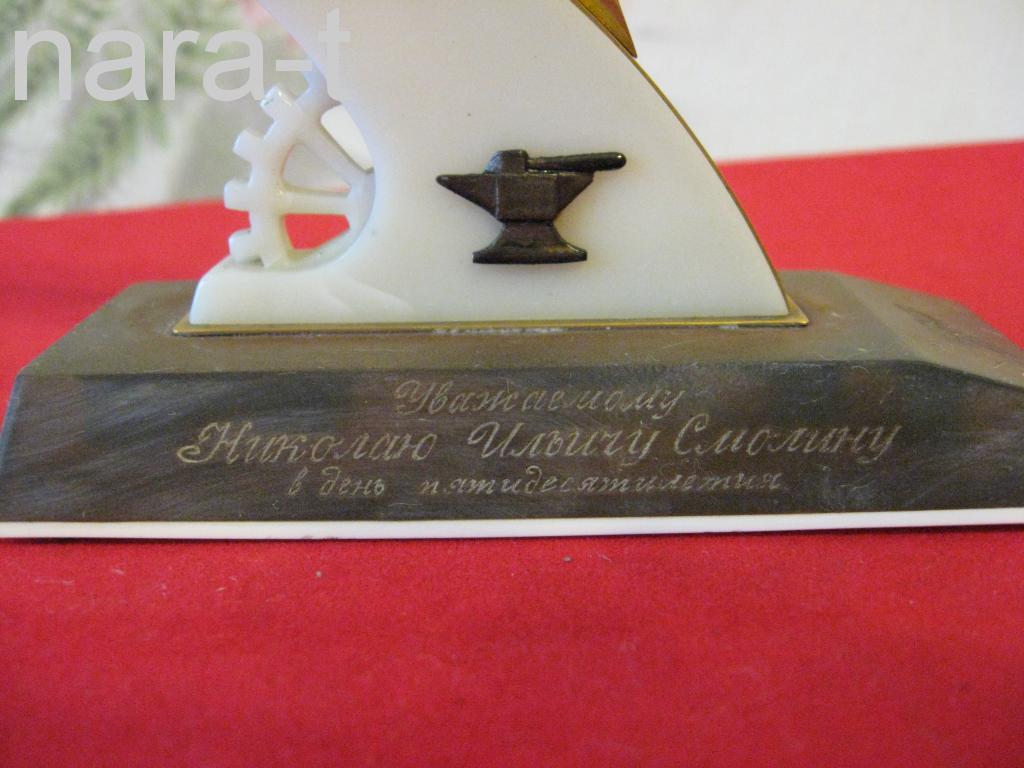 nara-t
Уважаемому
Николаю Ильичу Смолину
в день пятидесятилетия